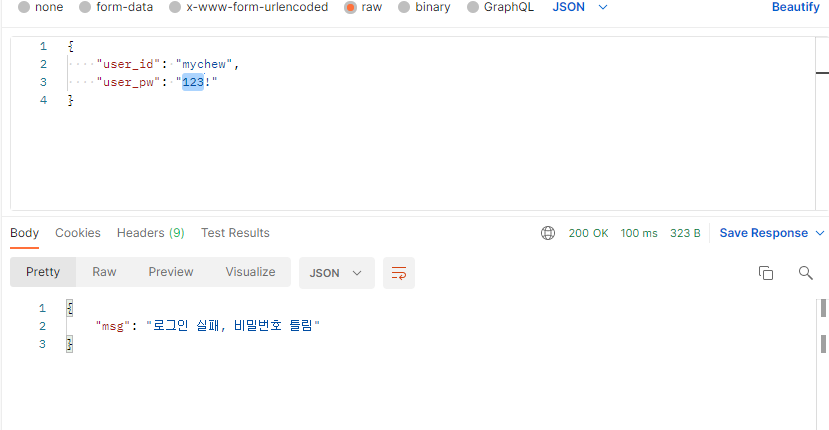 none form-data x-www-form-urlencoded raw binary GraphQL JSON Beautify
1 {
2 "user_id": "mychew",
3 "user_pw": "123!"
4 }
Body Cookies Headers (9) Test Results 200 OK 100 ms 323 B Save Response
Pretty Raw Preview Visualize JSON
1 {
2 "msg": "로그인 실패, 비밀번호 틀림"
3 }